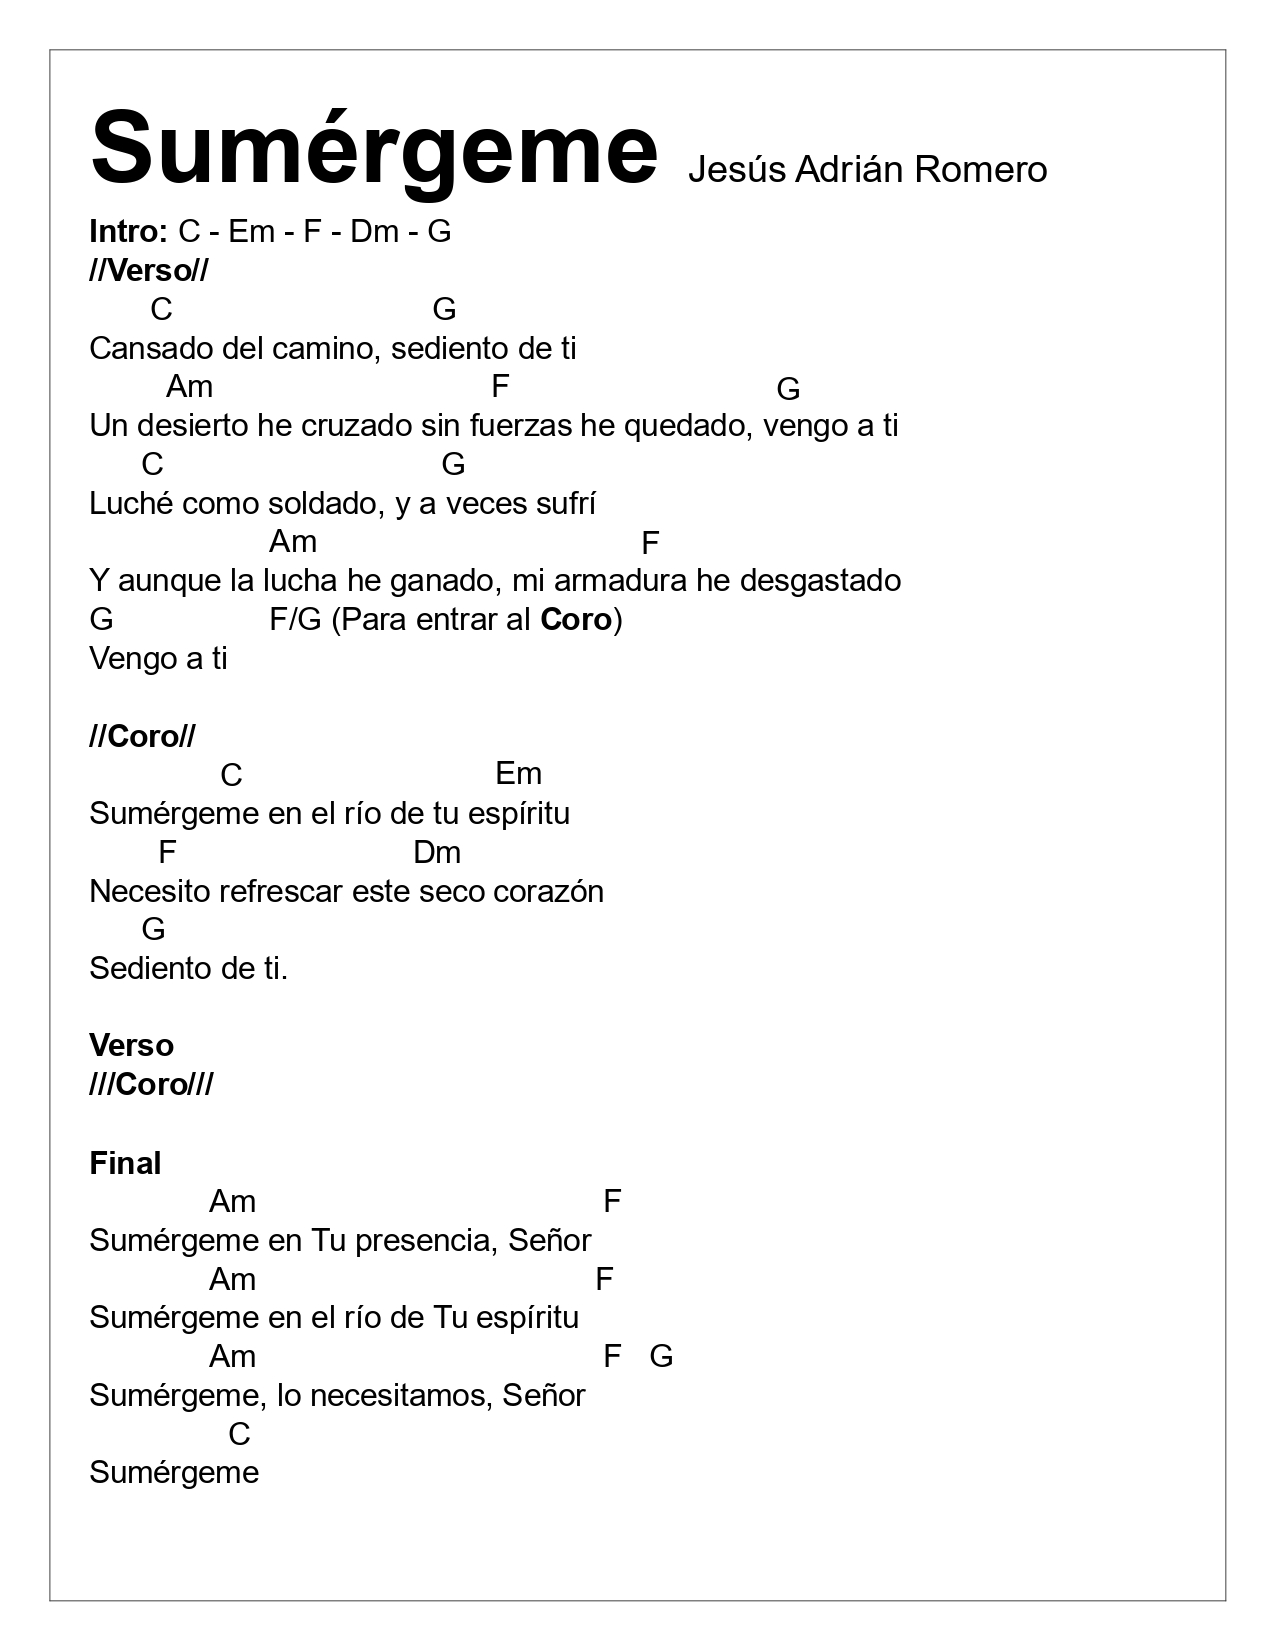 Sumérgeme Jesús Adrián Romero
Intro: C - Em - F - Dm - G
//Verso//
C G
Cansado del camino, sediento de ti
Am F G
Un desierto he cruzado sin fuerzas he quedado, vengo a ti
C G
Luché como soldado, y a veces sufrí
Am F
Y aunque la lucha he ganado, mi armadura he desgastado
G F/G (Para entrar al Coro)
Vengo a ti
//Coro//
C Em
Sumérgeme en el río de tu espíritu
F Dm
Necesito refrescar este seco corazón
G
Sediento de ti.
Verso
///Coro///
Final
Am F
Sumérgeme en Tu presencia, Señor
Am F
Sumérgeme en el río de Tu espíritu
Am F G
Sumérgeme, lo necesitamos, Señor
C
Sumérgeme